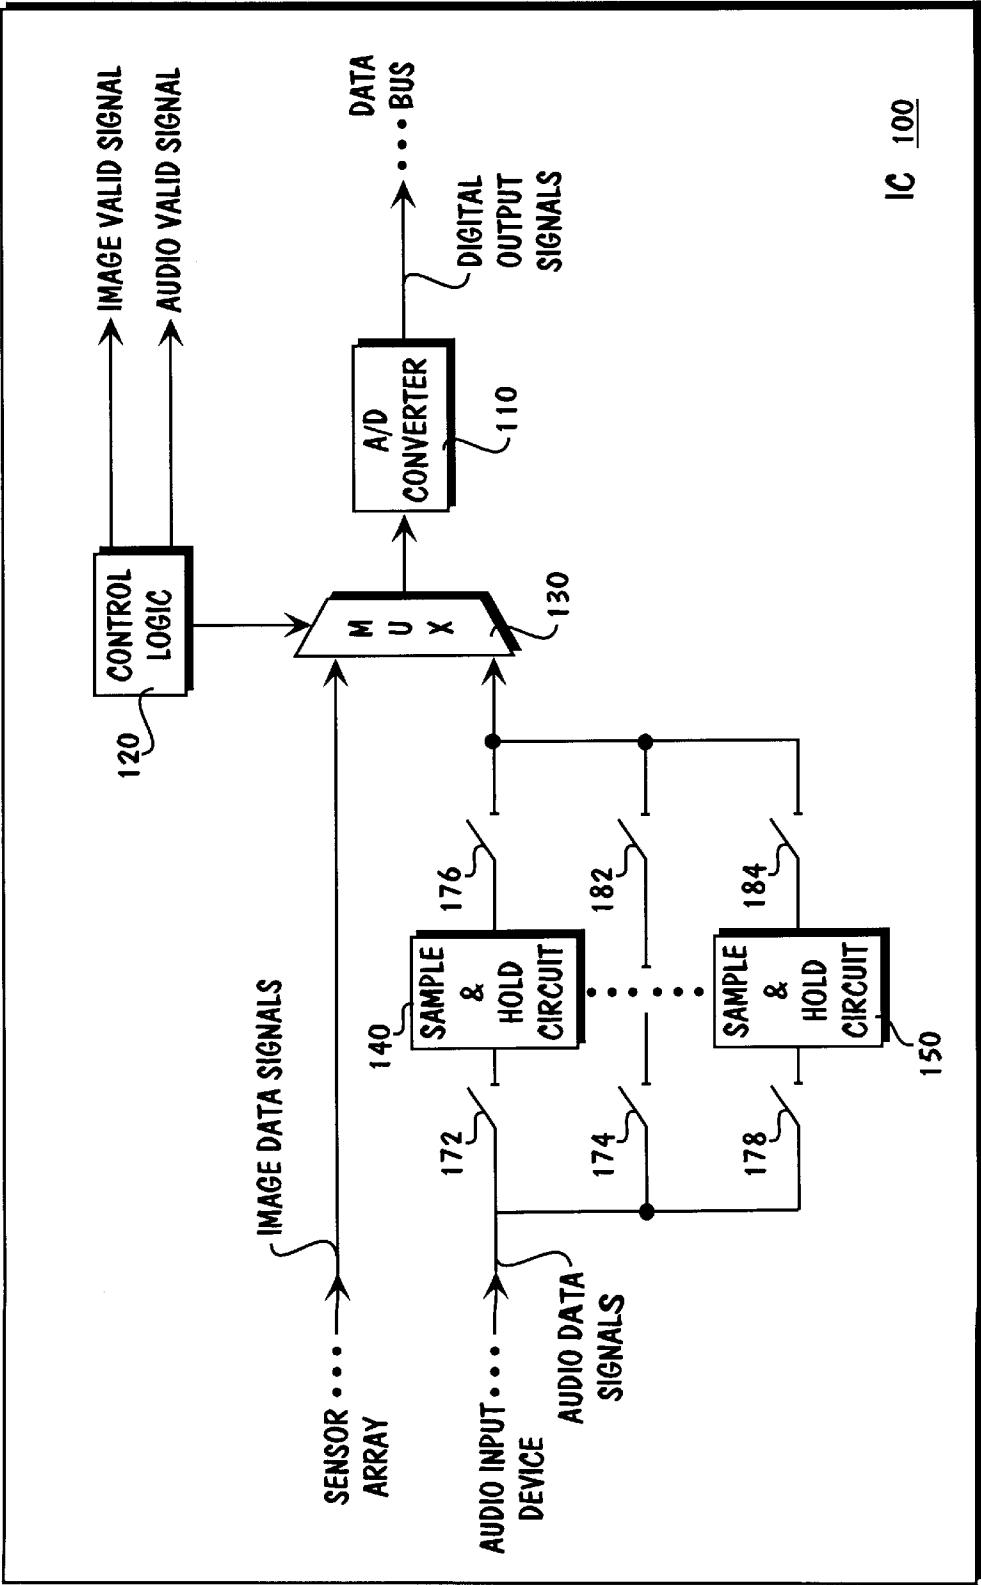 IMAGE VALID SIGNAL
AUDIO VALID SIGNAL
CONTROL
LOGIC
120
DATA
BUS
DIGITAL
OUTPUT
SIGNALS
A/D
CONVERTER
110
M
U
X
130
IMAGE DATA SIGNALS
SENSOR
ARRAY
AUDIO INPUT
DEVICE
AUDIO DATA
SIGNALS
172
140
SAMPLE
&
HOLD
CIRCUIT
176
174
182
178
SAMPLE
&
HOLD
CIRCUIT
150
184
IC 100